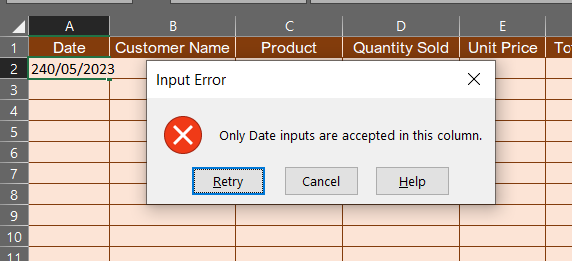 A B C D E
1 Date Customer Name Product Quantity Sold Unit Price
2 240/05/2023
Input Error
3
4
Only Date inputs are accepted in this column.
5
6
7
Retry Cancel Help
8
9
10
11